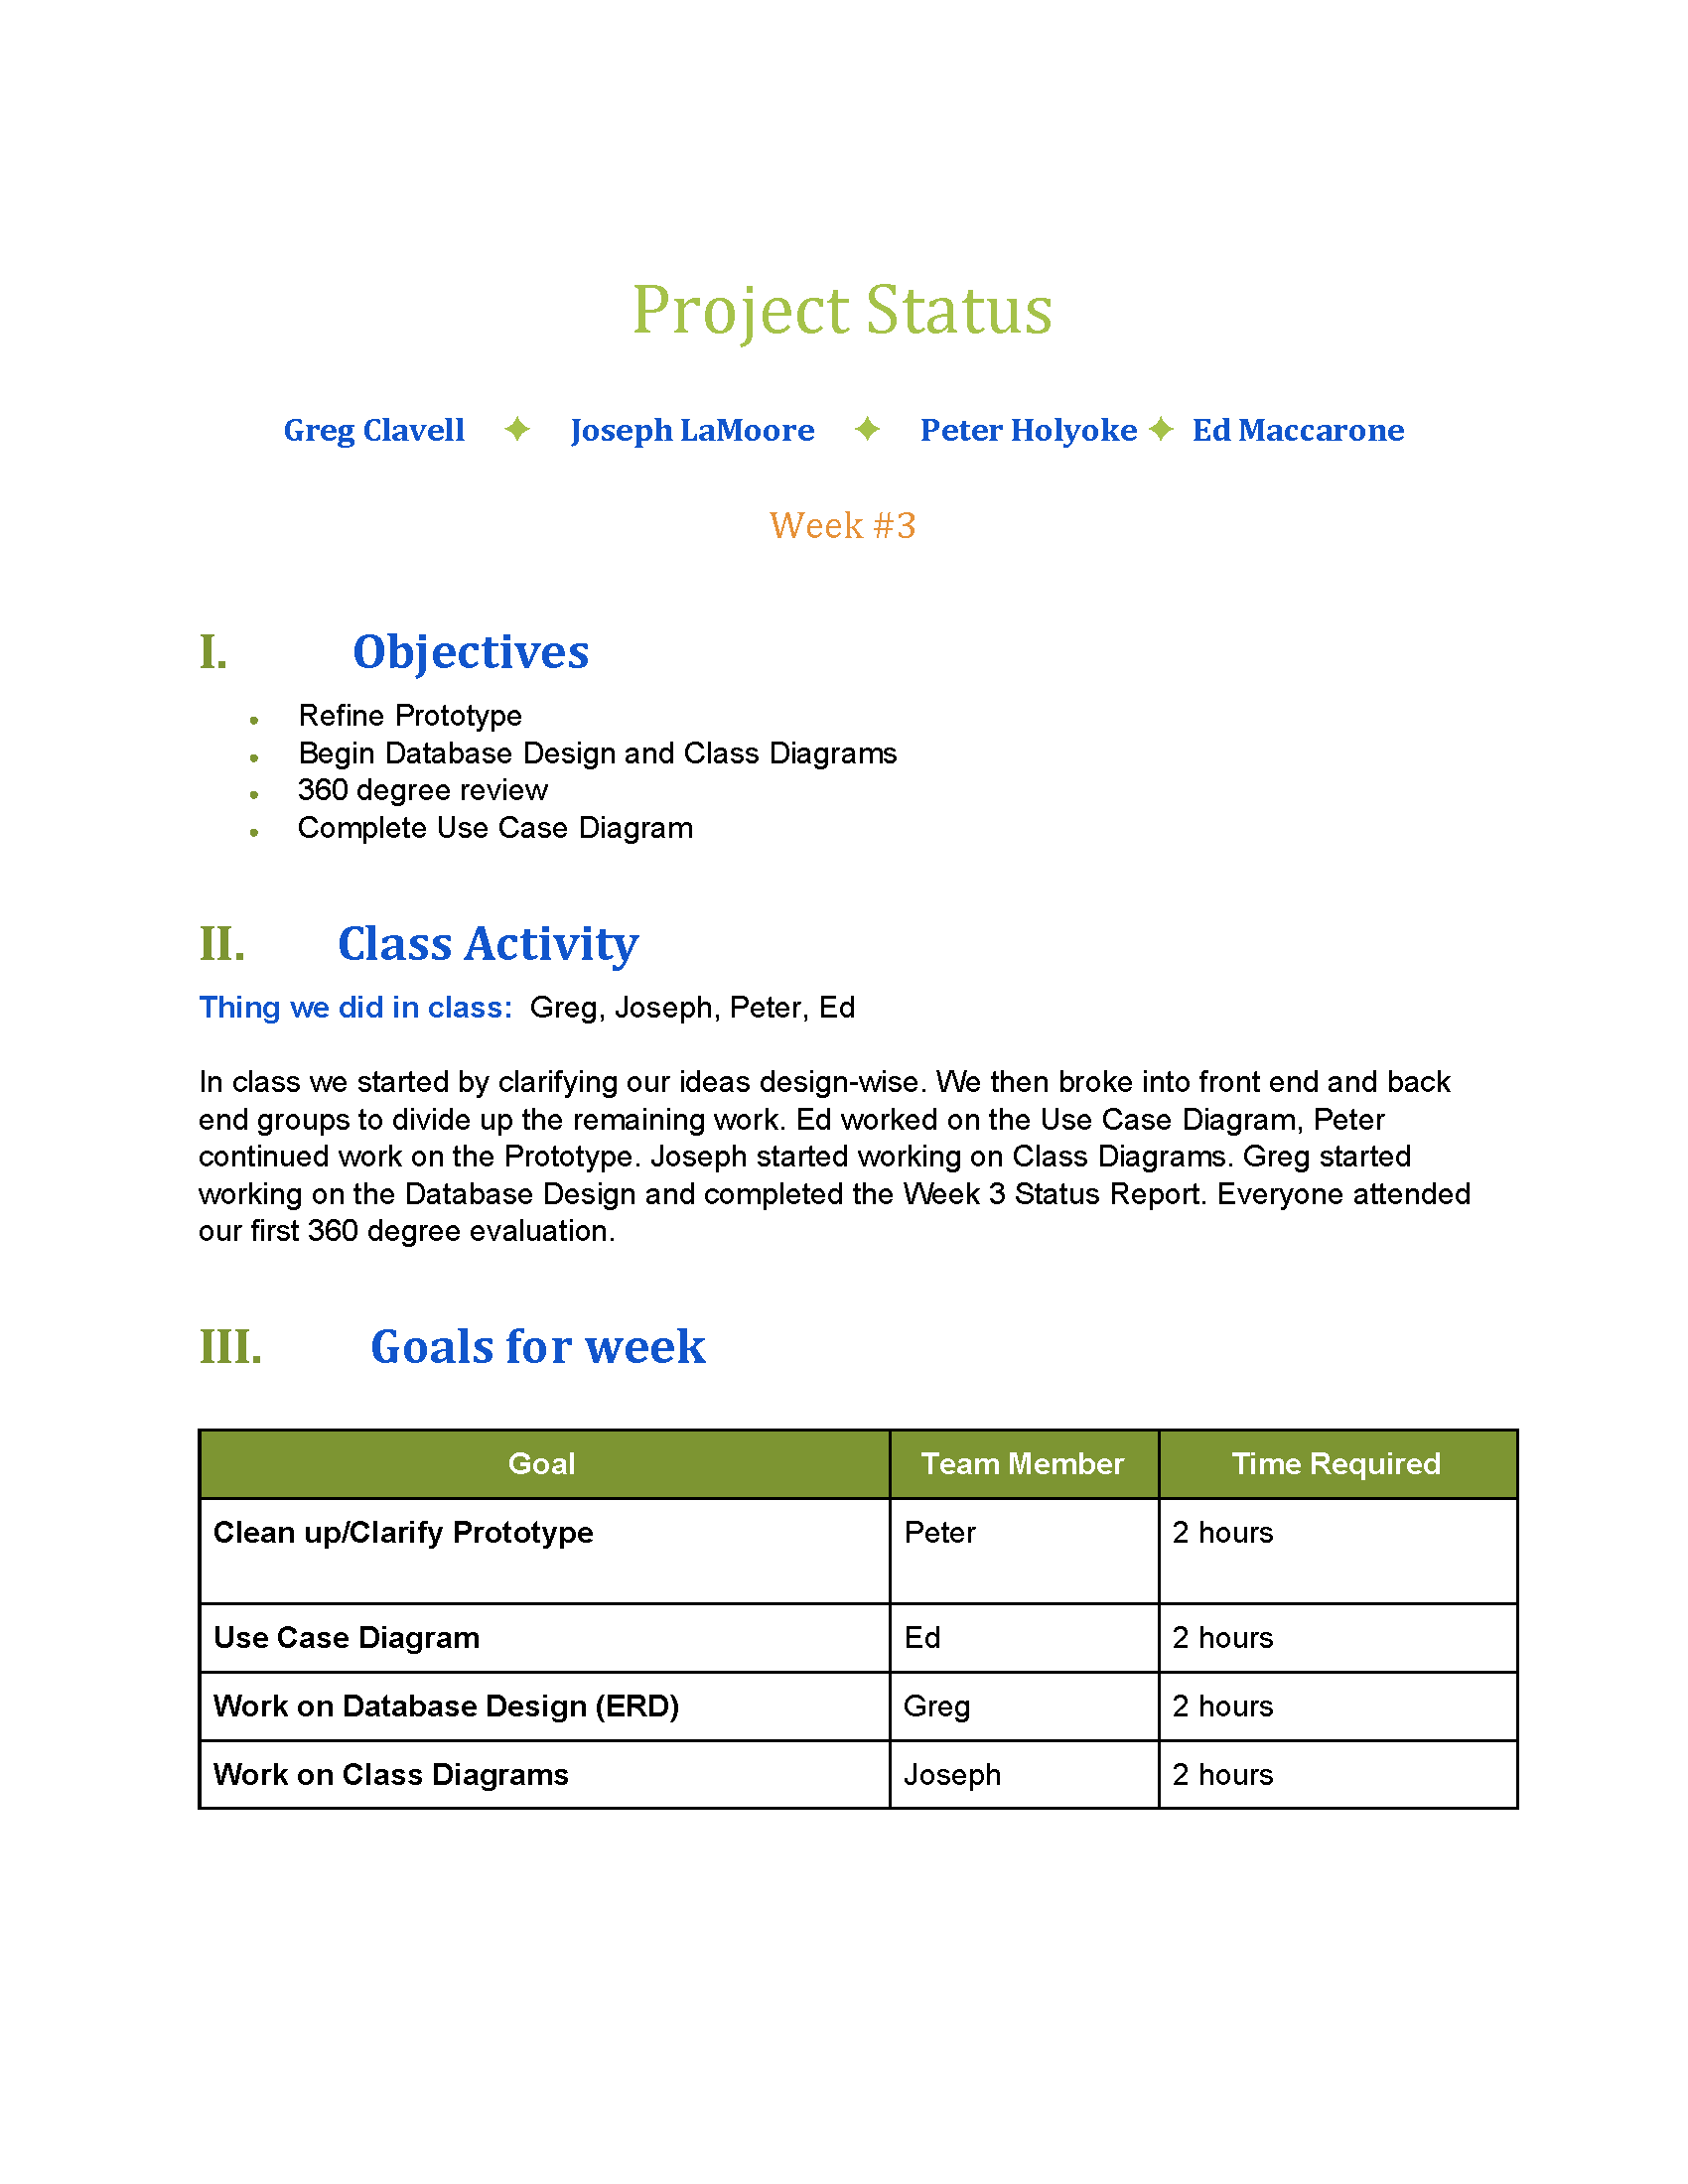 Project Status
Greg Clavell ✦ Joseph LaMoore ✦ Peter Holyoke ✦ Ed Maccarone
Week #3
I. Objectives
• Refine Prototype
• Begin Database Design and Class Diagrams
• 360 degree review
• Complete Use Case Diagram
II. Class Activity
Thing we did in class: Greg, Joseph, Peter, Ed
In class we started by clarifying our ideas design-wise. We then broke into front end and back
end groups to divide up the remaining work. Ed worked on the Use Case Diagram, Peter
continued work on the Prototype. Joseph started working on Class Diagrams. Greg started
working on the Database Design and completed the Week 3 Status Report. Everyone attended
our first 360 degree evaluation.
III. Goals for week
Goal Team Member Time Required
Clean up/Clarify Prototype Peter 2 hours
Use Case Diagram Ed 2 hours
Work on Database Design (ERD) Greg 2 hours
Work on Class Diagrams Joseph 2 hours